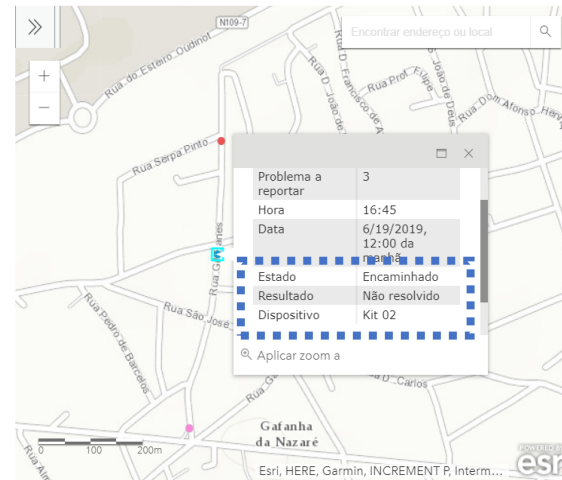 N109-7
Encontrar endereço ou local
Rua do Esteiro Oudinot
Rua D. Francisco de A
Rua Prof. Filipe
João de Deus
Rua Dom Afonso Henr
Rua D. João de
Rua Serpa Pinto
Problema a reportar 3
Hora 16:45
Data 6/19/2019,
12:00 da
manhã
Estado Encaminhado
Resultado Não resolvido
Dispositivo Kit 02
Rua São José
Rua Pedro de Barcelos
Aplicar zoom a
D. Carlos
Gafanha
da Nazaré
0 100 200m
POWERED BY
esri
Esri, HERE, Garmin, INCREMENT P, Interm...